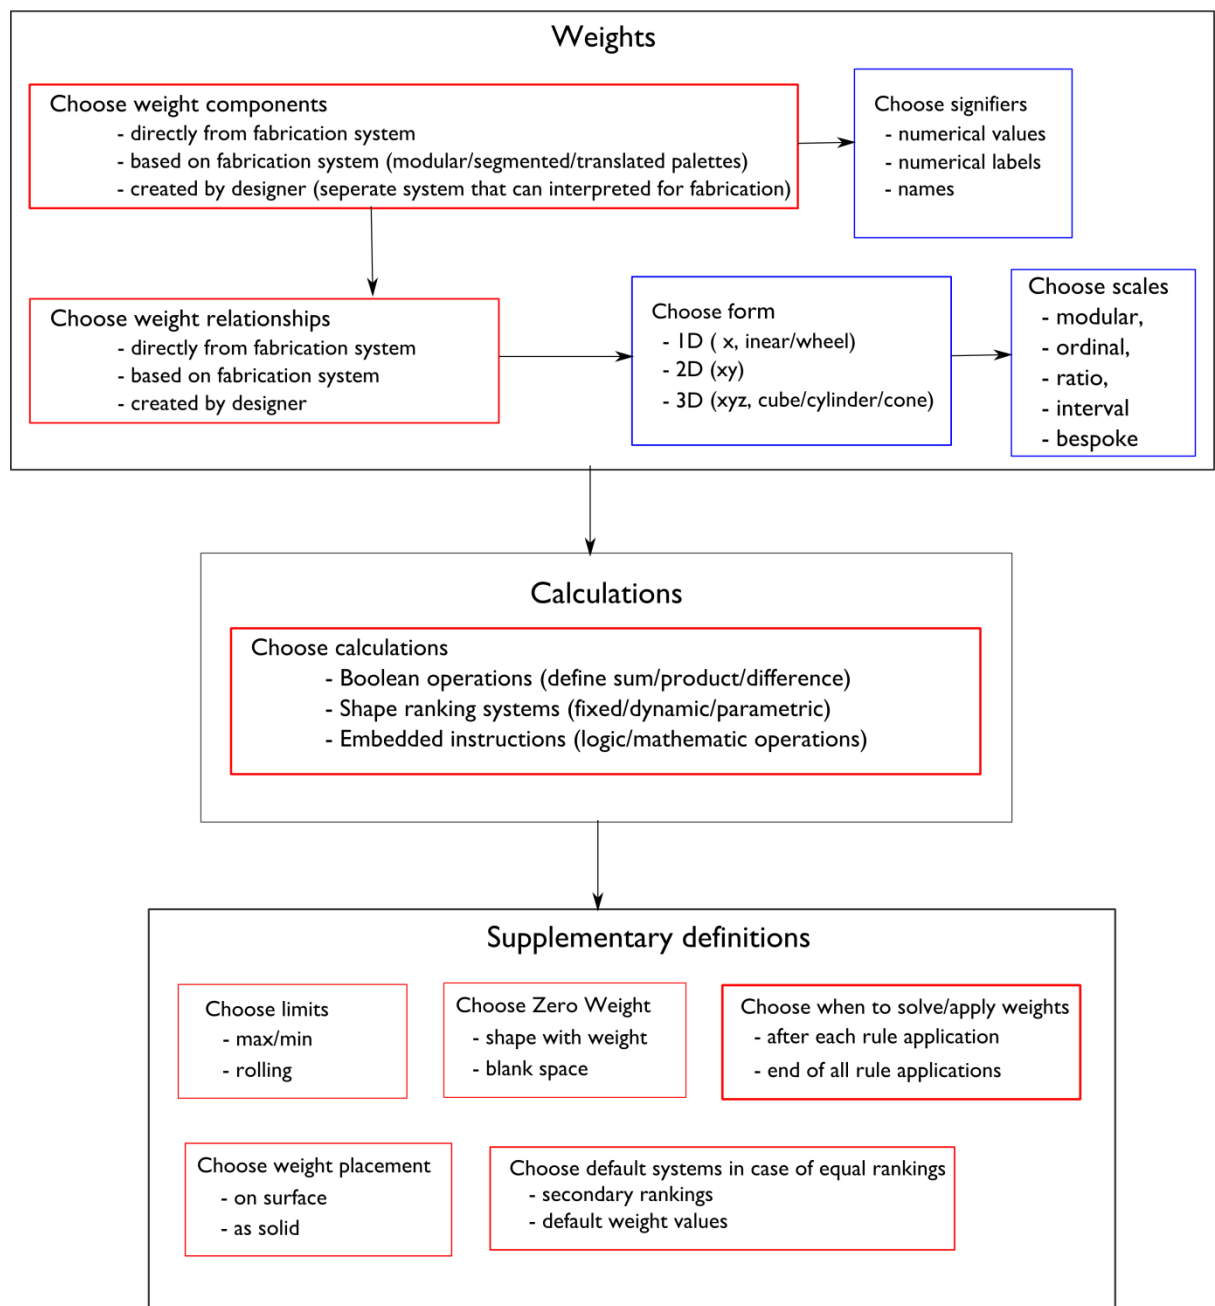 Weights
Choose weight components
- directly from fabrication system
- based on fabrication system (modular/segmented/translated palettes)
- created by designer (seperate system that can interpreted for fabrication)
Choose signifiers
- numerical values
- numerical labels
- names
Choose weight relationships
- directly from fabrication system
- based on fabrication system
- created by designer
Choose form
- 1D ( x, inear/wheel)
- 2D (xy)
- 3D (xyz, cube/cylinder/cone)
Choose scales
- modular,
- ordinal,
- ratio,
- interval
- bespoke
Calculations
Choose calculations
- Boolean operations (define sum/product/difference)
- Shape ranking systems (fixed/dynamic/parametric)
- Embedded instructions (logic/mathematic operations)
Supplementary definitions
Choose limits
- max/min
- rolling
Choose Zero Weight
- shape with weight
- blank space
Choose when to solve/apply weights
- after each rule application
- end of all rule applications
Choose weight placement
- on surface
- as solid
Choose default systems in case of equal rankings
- secondary rankings
- default weight values